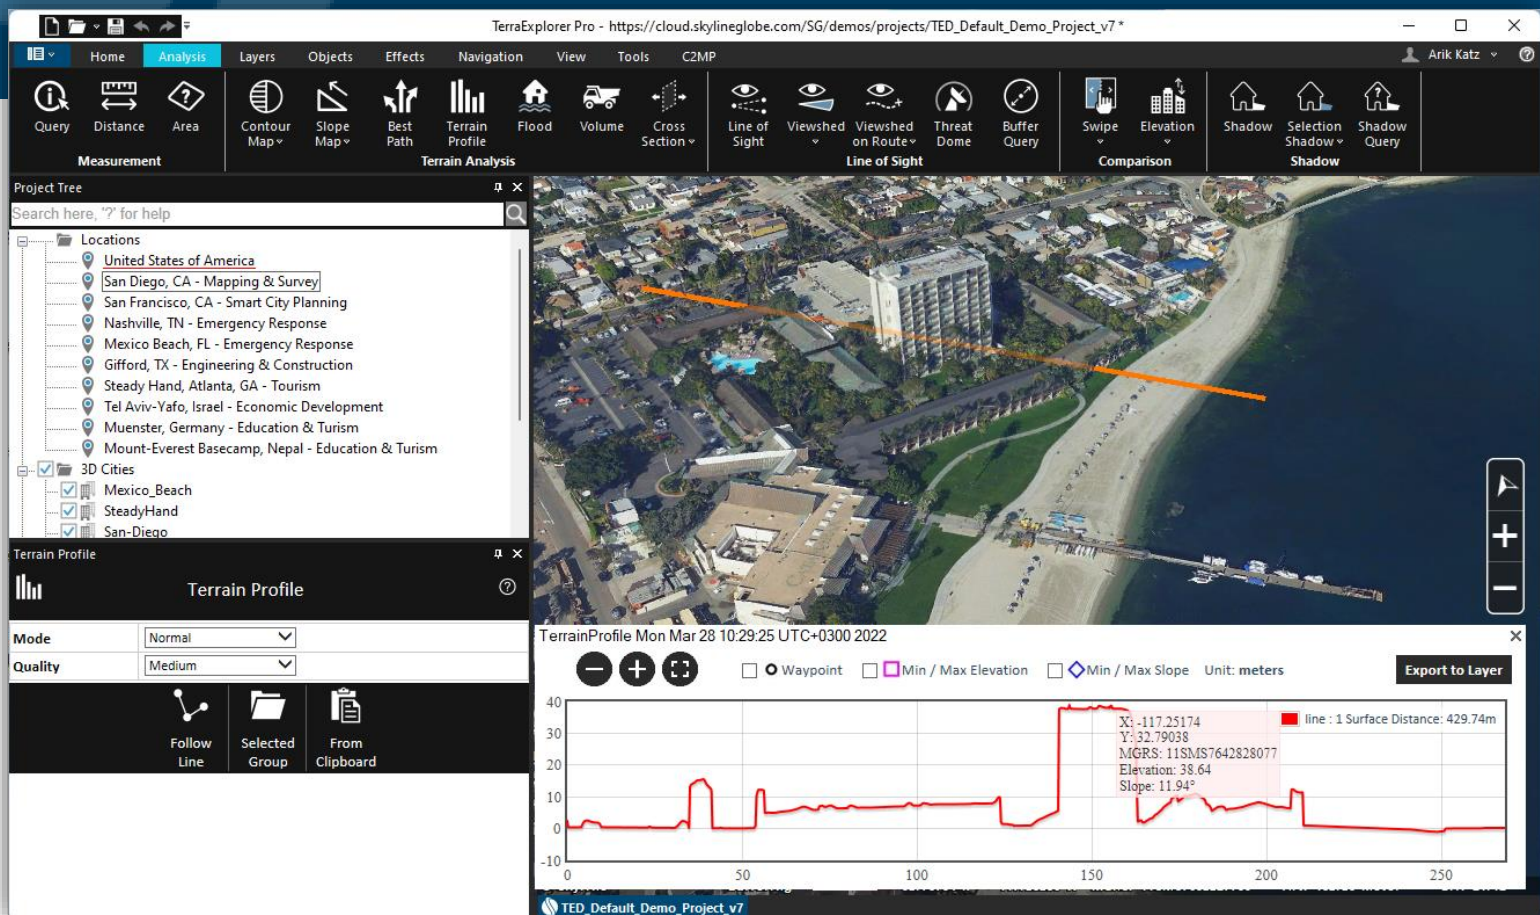 TerraExplorer Pro - https://cloud.skylineglobe.com/SG/demos/projects/TED_Default_Demo_Project_v7 *
Home Analysis Layers Objects Effects Navigation View Tools C2MP Arik Katz
Query Distance Area Contour Map Slope Map Best Path Terrain Profile Flood Volume Cross Section Line of Sight Viewshed Viewshed on Route Threat Dome Buffer Query Swipe Elevation Shadow Selection Shadow Shadow Query
Measurement Terrain Analysis Line of Sight Comparison Shadow
Project Tree
Search here, '?' for help
Locations
United States of America
San Diego, CA - Mapping & Survey
San Francisco, CA - Smart City Planning
Nashville, TN - Emergency Response
Mexico Beach, FL - Emergency Response
Gifford, TX - Engineering & Construction
Steady Hand, Atlanta, GA - Tourism
Tel Aviv-Yafo, Israel - Economic Development
Muenster, Germany - Education & Turism
Mount-Everest Basecamp, Nepal - Education & Turism
3D Cities
Mexico_Beach
SteadyHand
San-Diego
Terrain Profile
Terrain Profile
Mode Normal
Quality Medium
Follow Line Selected Group From Clipboard
TerrainProfile Mon Mar 28 10:29:25 UTC+0300 2022
Waypoint Min / Max Elevation Min / Max Slope Unit: meters Export to Layer
40
30
20
10
0
-10
X: -117.25174
Y: 32.79038
MGRS: 11SMS7642828077
Elevation: 38.64
Slope: 11.94°
line : 1 Surface Distance: 429.74m
0 50 100 150 200 250
TED_Default_Demo_Project_v7